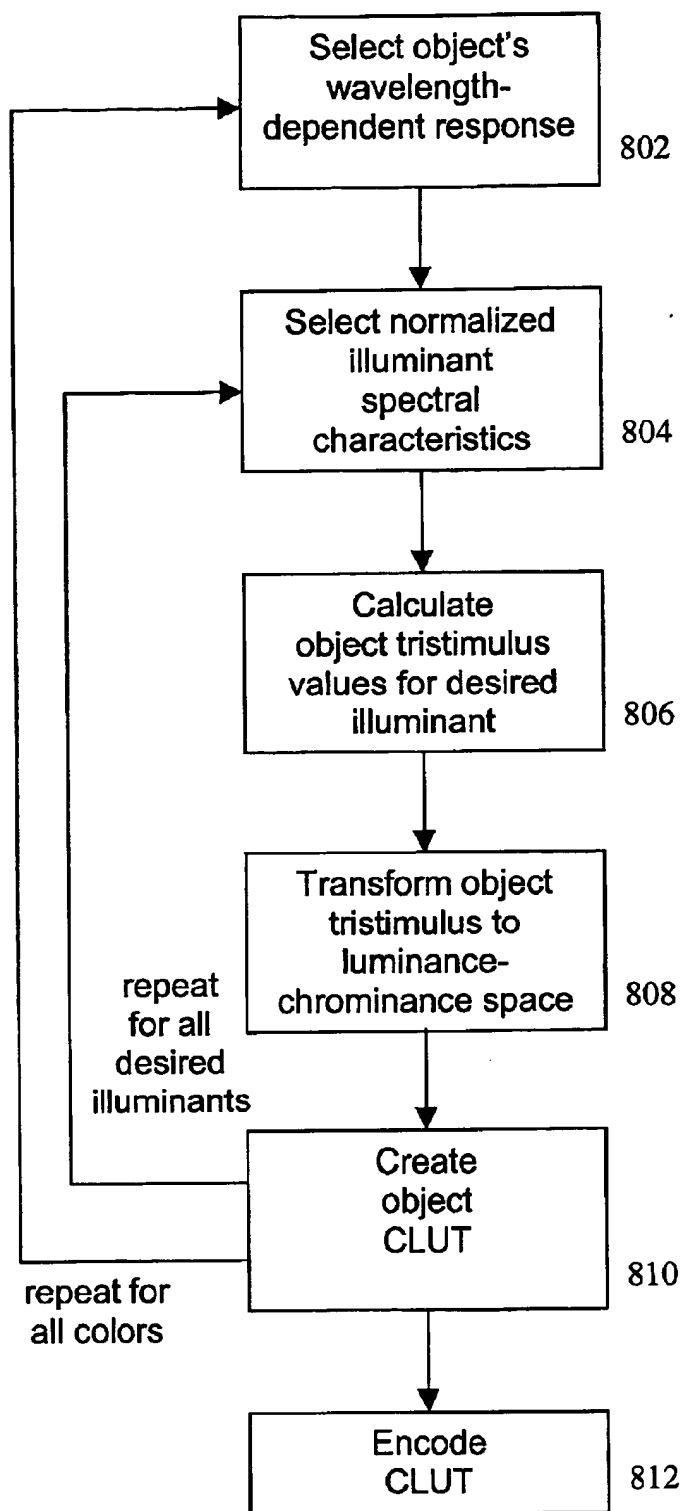 Select object's
wavelength-
dependent response
802
Select normalized
illuminant
spectral
characteristics
804
Calculate
object tristimulus
values for desired
illuminant
806
Transform object
tristimulus to
luminance-
chrominance space
808
repeat
for all
desired
illuminants
Create
object
CLUT
810
repeat for
all colors
Encode
CLUT
812